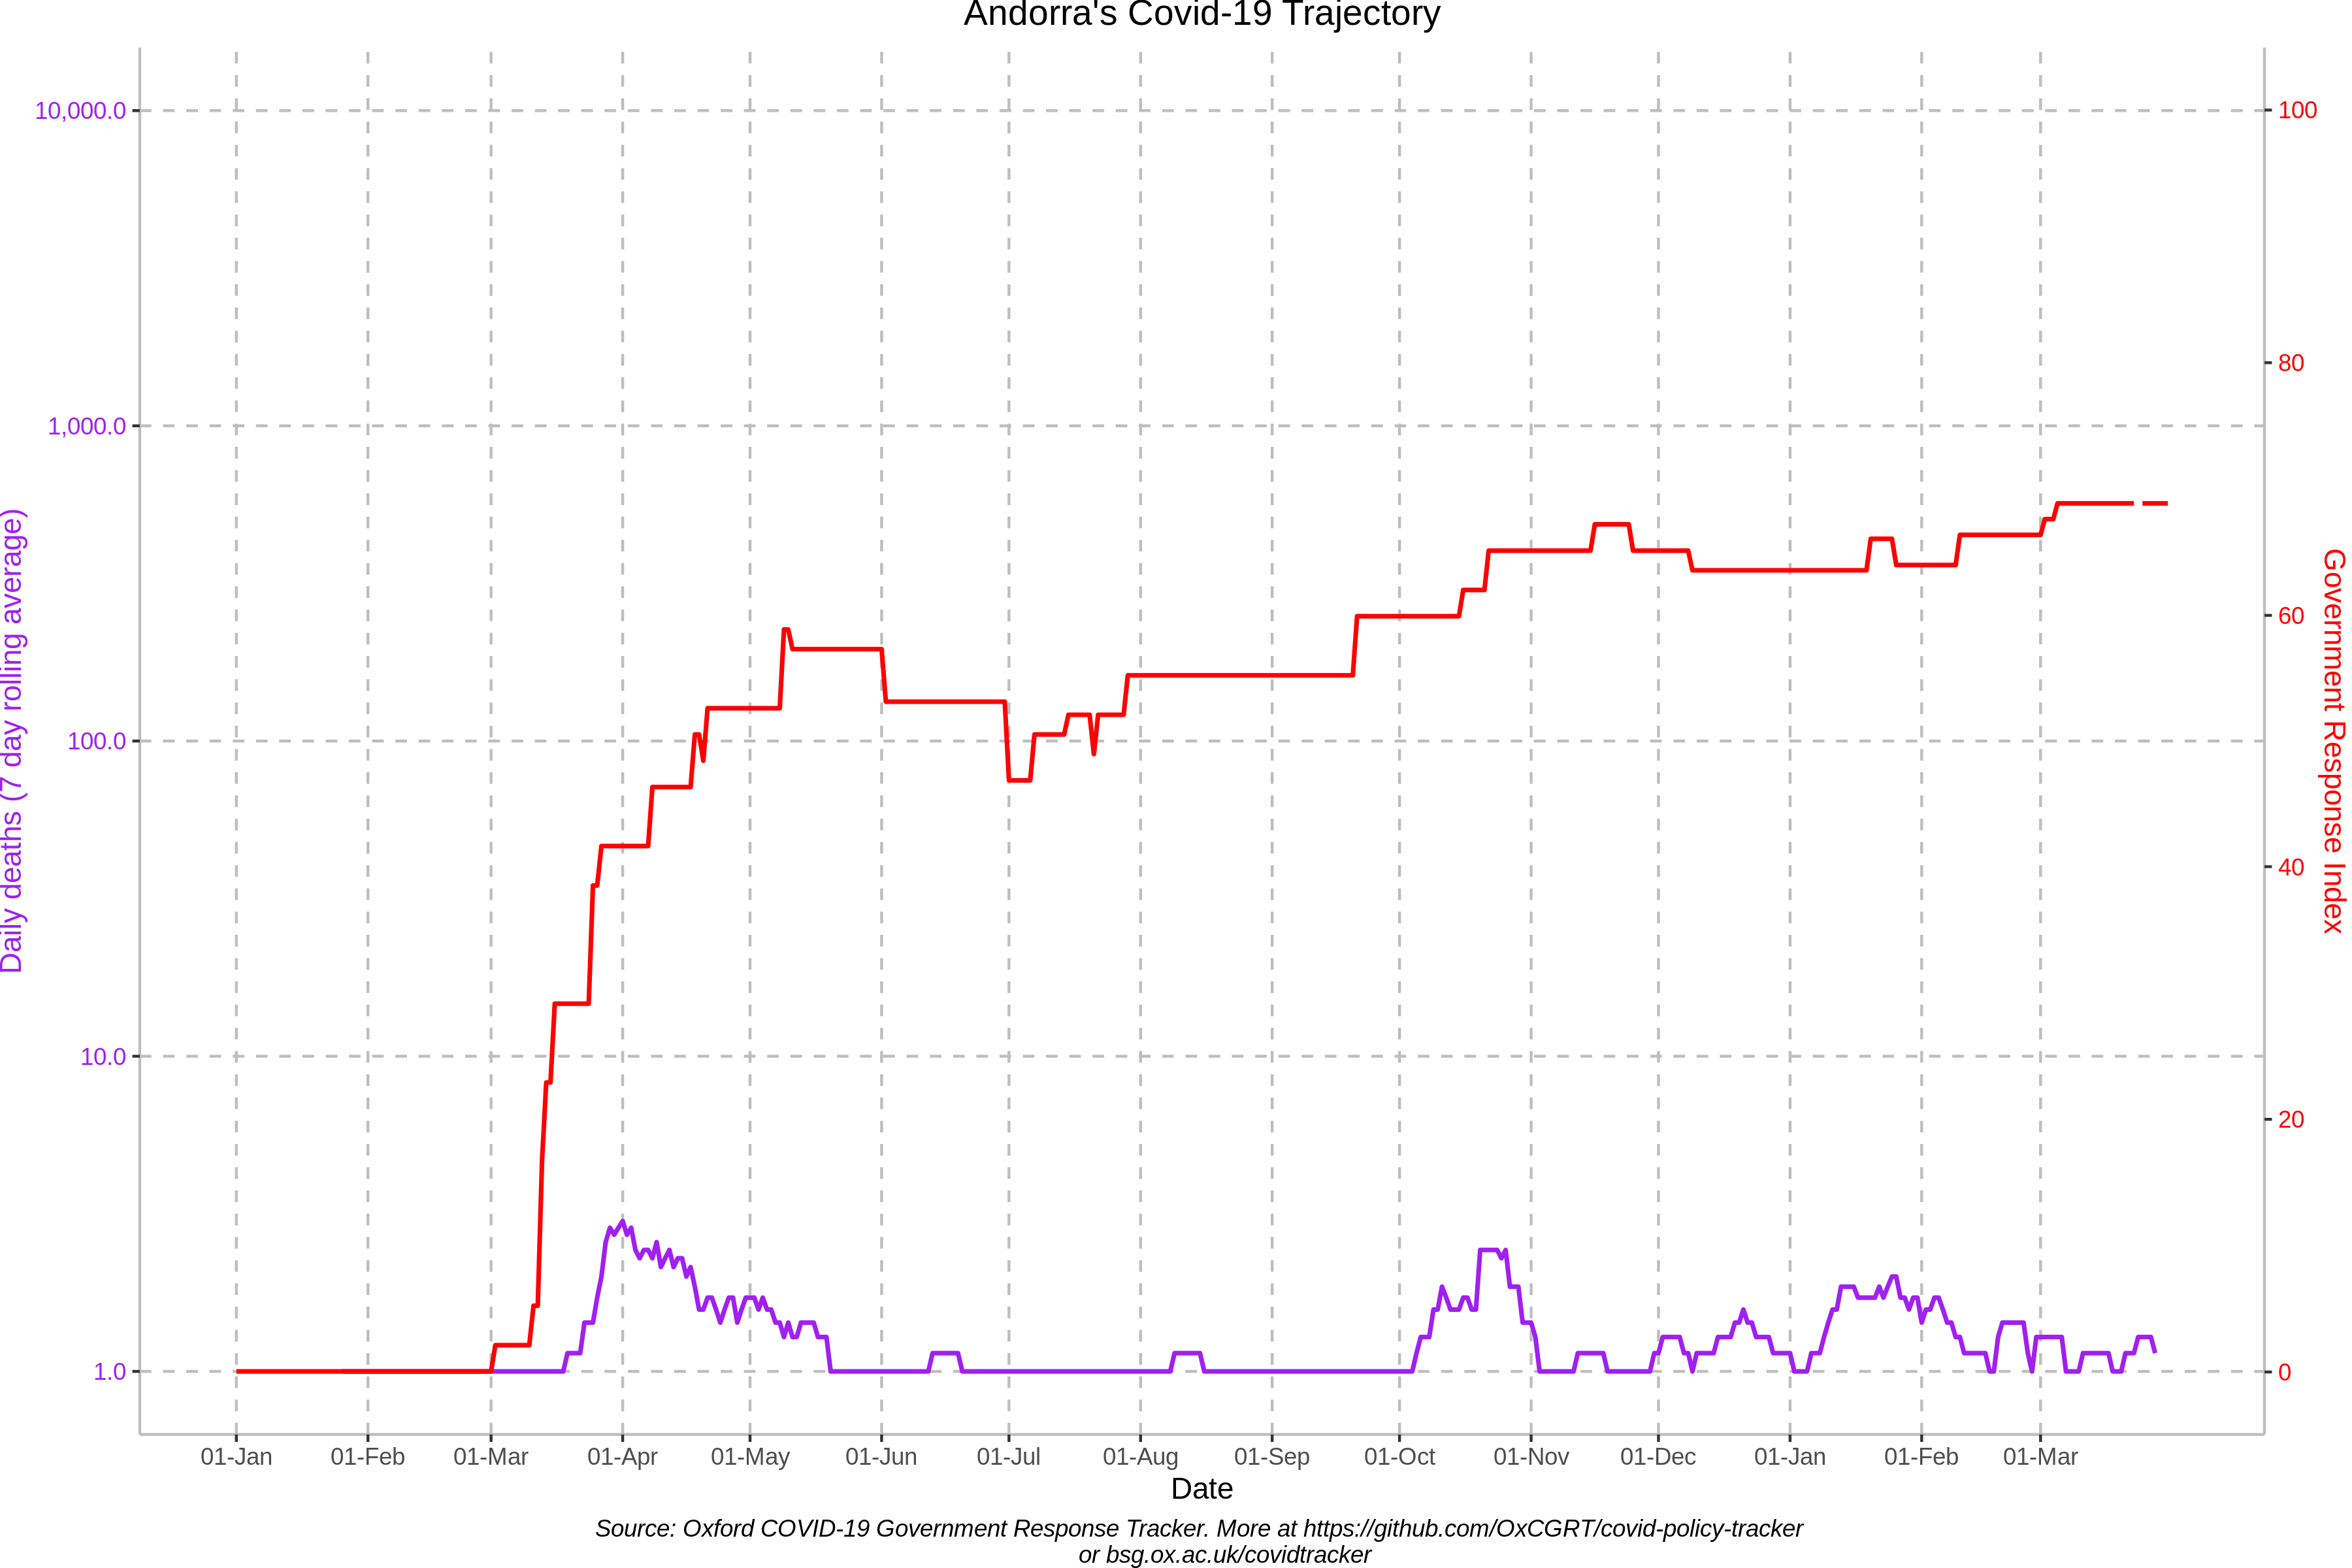 Andorra's Covid-19 Trajectory
10,000.0
1,000.0
100.0
10.0
1.0
Daily deaths (7 day rolling average)
100
80
60
40
20
0
Government Response Index
01-Jan 01-Feb 01-Mar 01-Apr 01-May 01-Jun 01-Jul 01-Aug 01-Sep 01-Oct 01-Nov 01-Dec 01-Jan 01-Feb 01-Mar
Date
Source: Oxford COVID-19 Government Response Tracker. More at https://github.com/OxCGRT/covid-policy-tracker
or bsg.ox.ac.uk/covidtracker